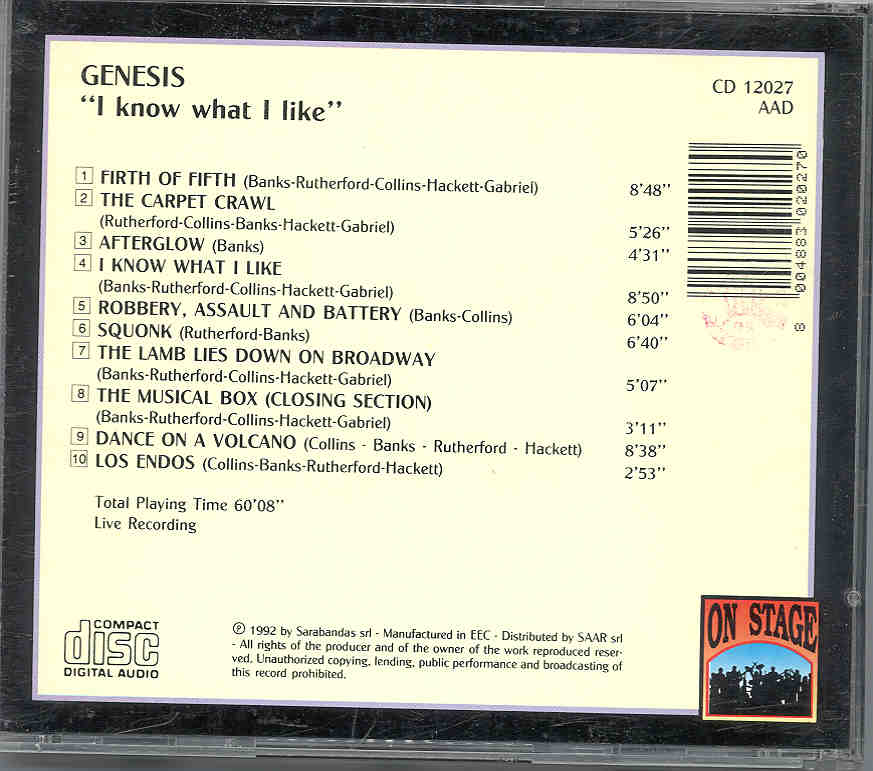 GENESIS
"I know what I like"
CD 12027
AAD
1 FIRTH OF FIFTH (Banks-Rutherford-Collins-Hackett-Gabriel) 8'48"
2 THE CARPET CRAWL
(Rutherford-Collins-Banks-Hackett-Gabriel) 5'26"
3 AFTERGLOW (Banks) 4'31"
4 I KNOW WHAT I LIKE
(Banks-Rutherford-Collins-Hackett-Gabriel) 8'50"
5 ROBBERY, ASSAULT AND BATTERY (Banks-Collins) 6'04"
6 SQUONK (Rutherford-Banks) 6'40"
7 THE LAMB LIES DOWN ON BROADWAY
(Banks-Rutherford-Collins-Hackett-Gabriel) 5'07"
8 THE MUSICAL BOX (CLOSING SECTION)
(Banks-Rutherford-Collins-Hackett-Gabriel) 3'11"
9 DANCE ON A VOLCANO (Collins - Banks - Rutherford - Hackett) 8'38"
10 LOS ENDOS (Collins-Banks-Rutherford-Hackett) 2'53"
Total Playing Time 60'08"
Live Recording
8 004883 020270
COMPACT
disc
DIGITAL AUDIO
℗ 1992 by Sarabandas srl - Manufactured in EEC - Distributed by SAAR srl
- All rights of the producer and of the owner of the work reproduced reser-
ved. Unauthorized copying, lending, public performance and broadcasting of
this record prohibited.
ON STAGE